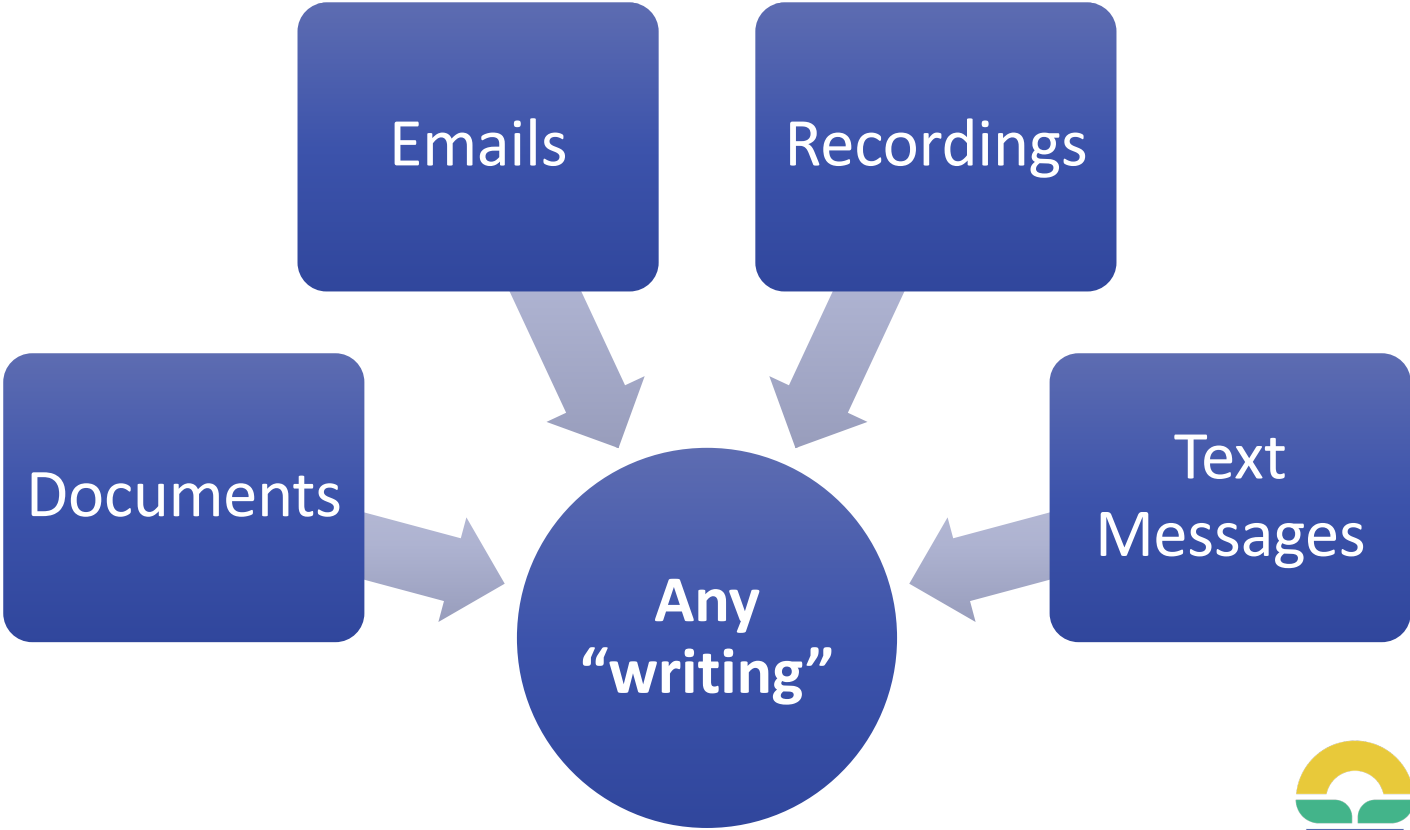 Emails
Recordings
Documents
Text
Messages
Any
“writing”